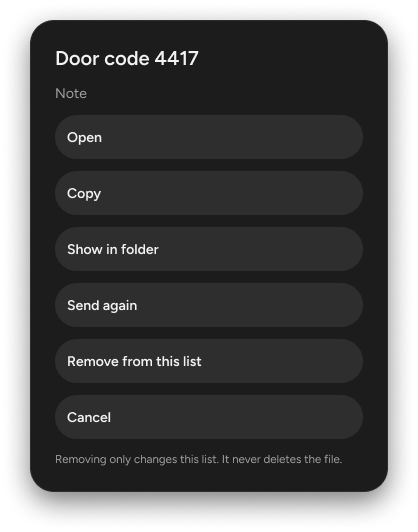 Door code 4417
Note
Open
Copy
Show in folder
Send again
Remove from this list
Cancel
Removing only changes this list. It never deletes the file.